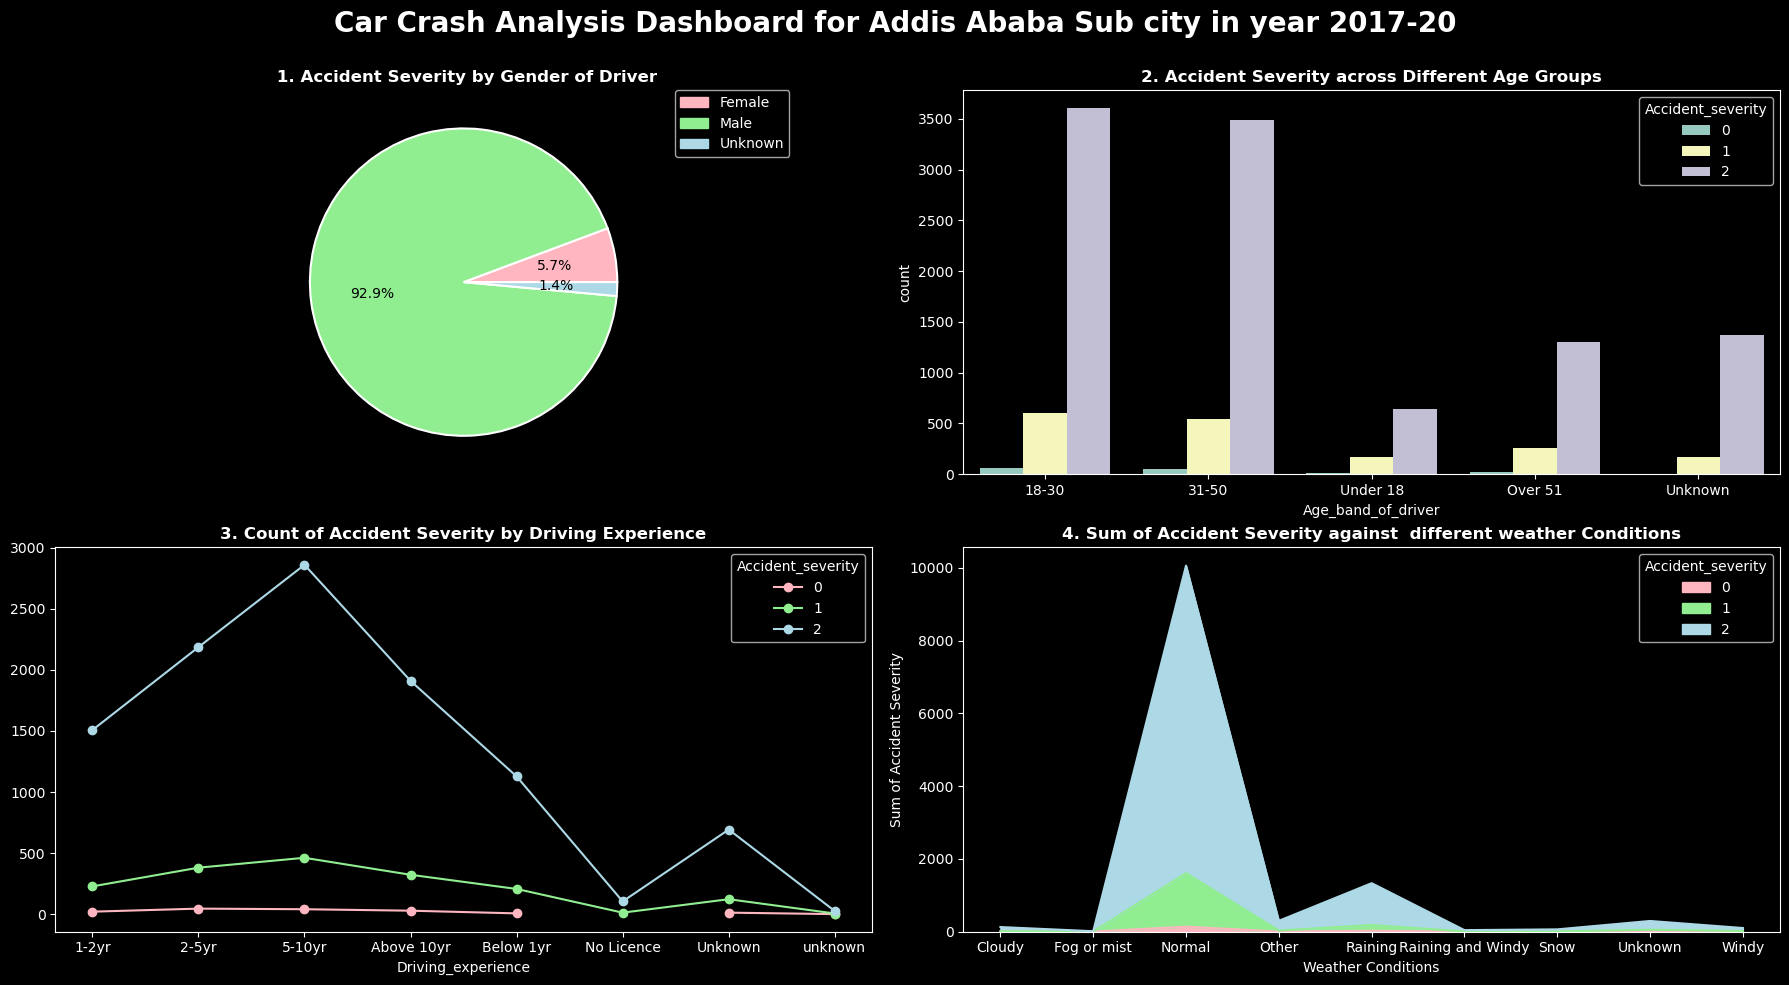 Car Crash Analysis Dashboard for Addis Ababa Sub city in year 2017-20
1. Accident Severity by Gender of Driver
Female
Male
Unknown
5.7%
1.4%
92.9%
2. Accident Severity across Different Age Groups
Accident_severity
0
1
2
3500
3000
2500
2000
1500
1000
500
0
count
18-30
31-50
Under 18
Over 51
Unknown
Age_band_of_driver
3. Count of Accident Severity by Driving Experience
Accident_severity
0
1
2
3000
2500
2000
1500
1000
500
0
1-2yr
2-5yr
5-10yr
Above 10yr
Below 1yr
No Licence
Unknown
unknown
Driving_experience
4. Sum of Accident Severity against  different weather Conditions
Accident_severity
0
1
2
10000
8000
6000
4000
2000
0
Sum of Accident Severity
Cloudy
Fog or mist
Normal
Other
Raining
Raining and Windy
Snow
Unknown
Windy
Weather Conditions